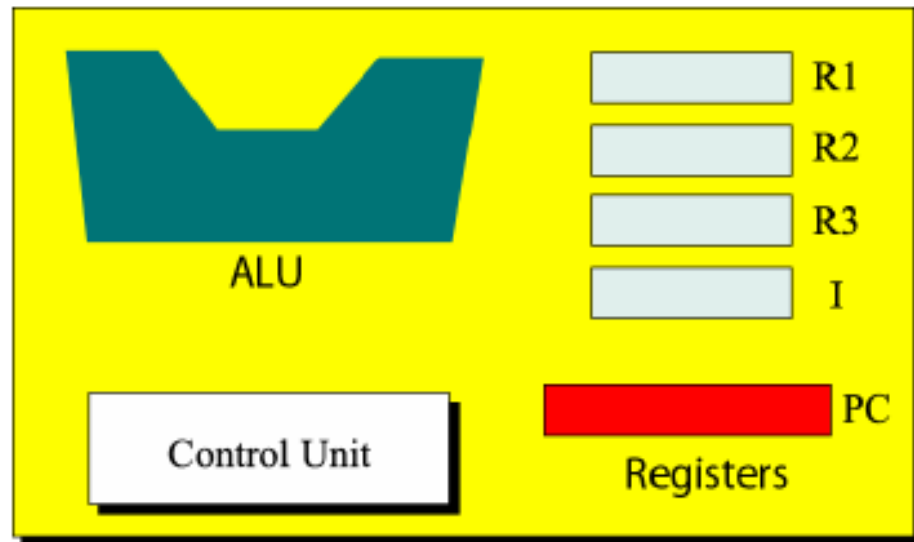 R1
R2
R3
ALU
I
PC
Control Unit
Registers